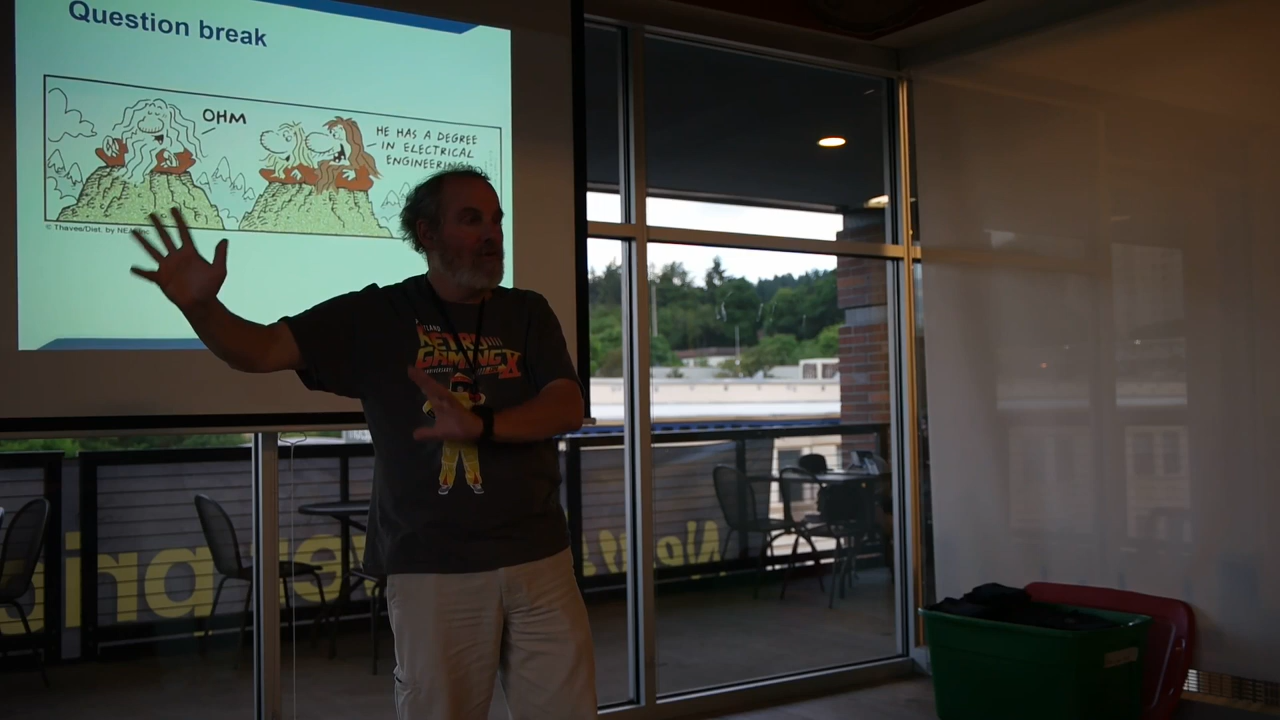 Question break
OHM
HE HAS A DEGREE
IN ELECTRICAL
ENGINEERING
© Thaves/Dist. by NEA, Inc.
RETRO
GAMING X